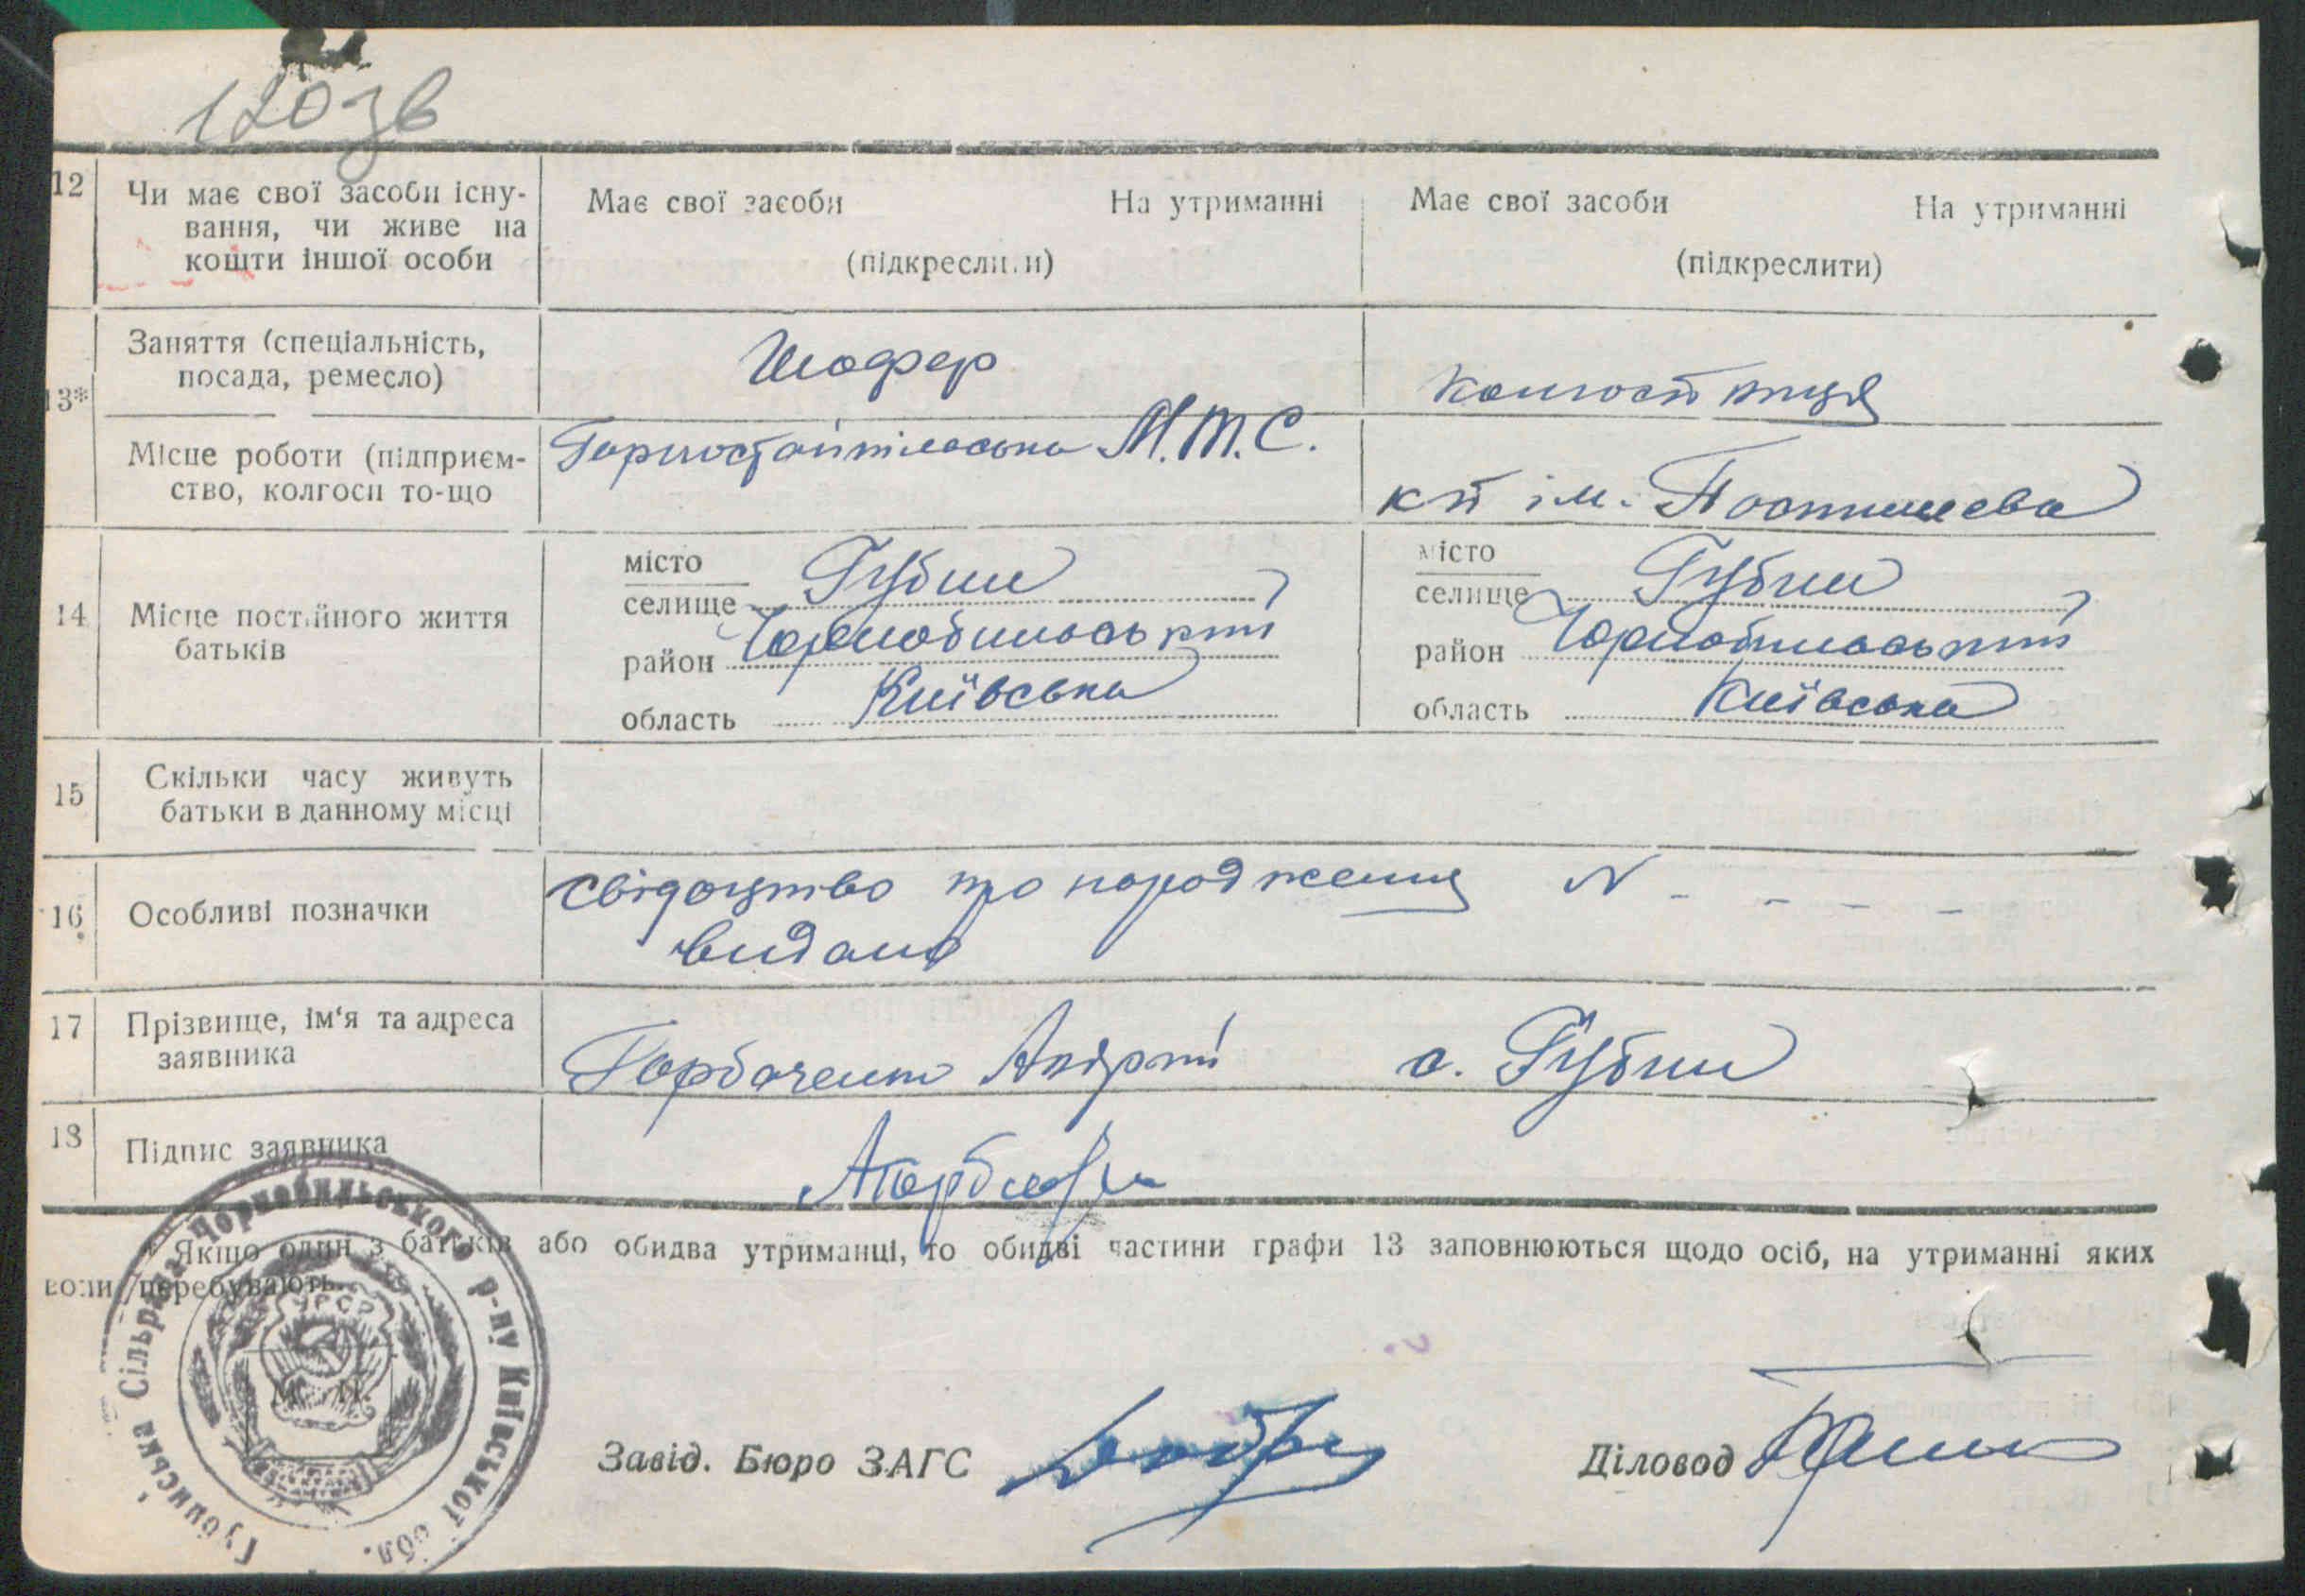 120зв
12 Чи має свої засоби існу-
вання, чи живе на
кошти іншої особи
Має свої засоби На утриманні
(підкреслити)
Має свої засоби На утриманні
(підкреслити)
13* Заняття (спеціальність,
посада, ремесло)
Шофер
колгоспниця
Місце роботи (підприєм-
ство, колгосп то-що
Горностайпільська М.Т.С.
кп ім. Постишева
14 Місце постійного життя
батьків
місто
селище Губин
район Чорнобильський
область Київська
місто
селище Губин
район Чорнобильський
область Київська
15 Скільки часу живуть
батьки в данному місці
16 Особливі позначки
свідоцтво про народження N - - - -
видано
17 Прізвище, ім'я та адреса
заявника
Горбаченко Андрій с. Губин
18 Підпис заявника
* Якщо один з батьків або обидва утриманці, то обидві частини графи 13 заповнюються щодо осіб, на утриманні яких
вони перебувають.
Губинська Сільрада Чорнобильського р-ну Київської обл.
УРСР
М. П.
Завід. Бюро ЗАГС
Діловод